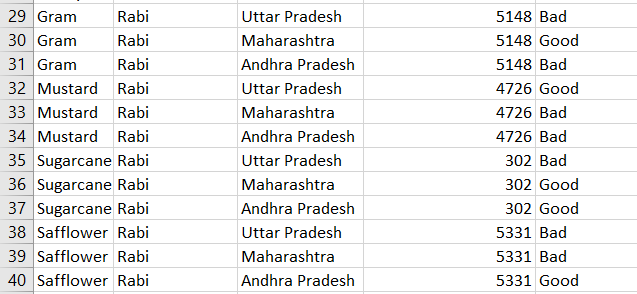 29 Gram Rabi Uttar Pradesh 5148 Bad
30 Gram Rabi Maharashtra 5148 Good
31 Gram Rabi Andhra Pradesh 5148 Bad
32 Mustard Rabi Uttar Pradesh 4726 Good
33 Mustard Rabi Maharashtra 4726 Bad
34 Mustard Rabi Andhra Pradesh 4726 Bad
35 Sugarcane Rabi Uttar Pradesh 302 Bad
36 Sugarcane Rabi Maharashtra 302 Good
37 Sugarcane Rabi Andhra Pradesh 302 Good
38 Safflower Rabi Uttar Pradesh 5331 Bad
39 Safflower Rabi Maharashtra 5331 Bad
40 Safflower Rabi Andhra Pradesh 5331 Good